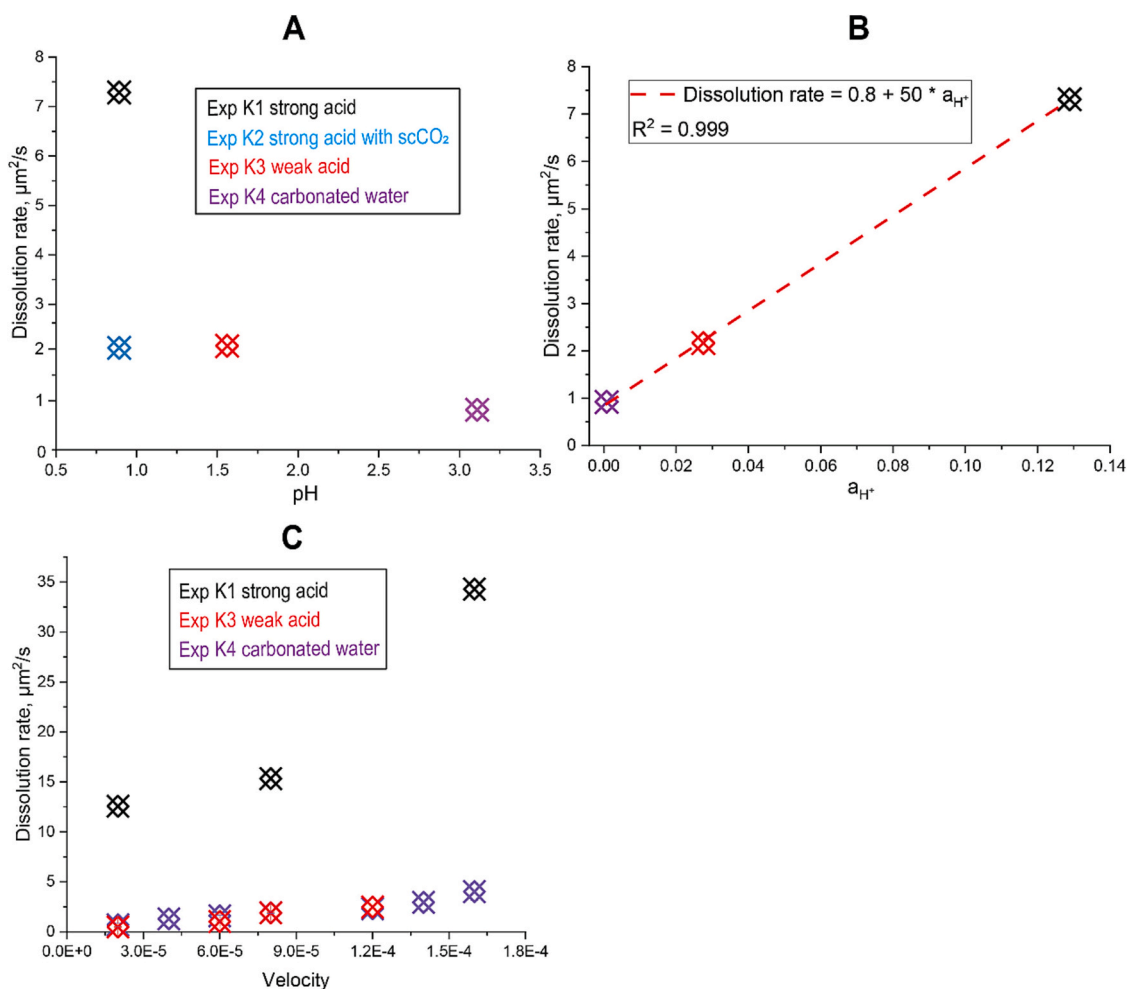 A
Dissolution rate, µm²/s
8
7
6
5
4
3
2
1
0
Exp K1 strong acid
Exp K2 strong acid with scCO₂
Exp K3 weak acid
Exp K4 carbonated water
0.5 1.0 1.5 2.0 2.5 3.0 3.5
pH
B
Dissolution rate, µm²/s
8
7
6
5
4
3
2
1
0
Dissolution rate = 0.8 + 50 * a_H⁺
R² = 0.999
0.00 0.02 0.04 0.06 0.08 0.10 0.12 0.14
a_H⁺
C
Dissolution rate, µm²/s
35
30
25
20
15
10
5
0
Exp K1 strong acid
Exp K3 weak acid
Exp K4 carbonated water
0.0E+0 3.0E-5 6.0E-5 9.0E-5 1.2E-4 1.5E-4 1.8E-4
Velocity